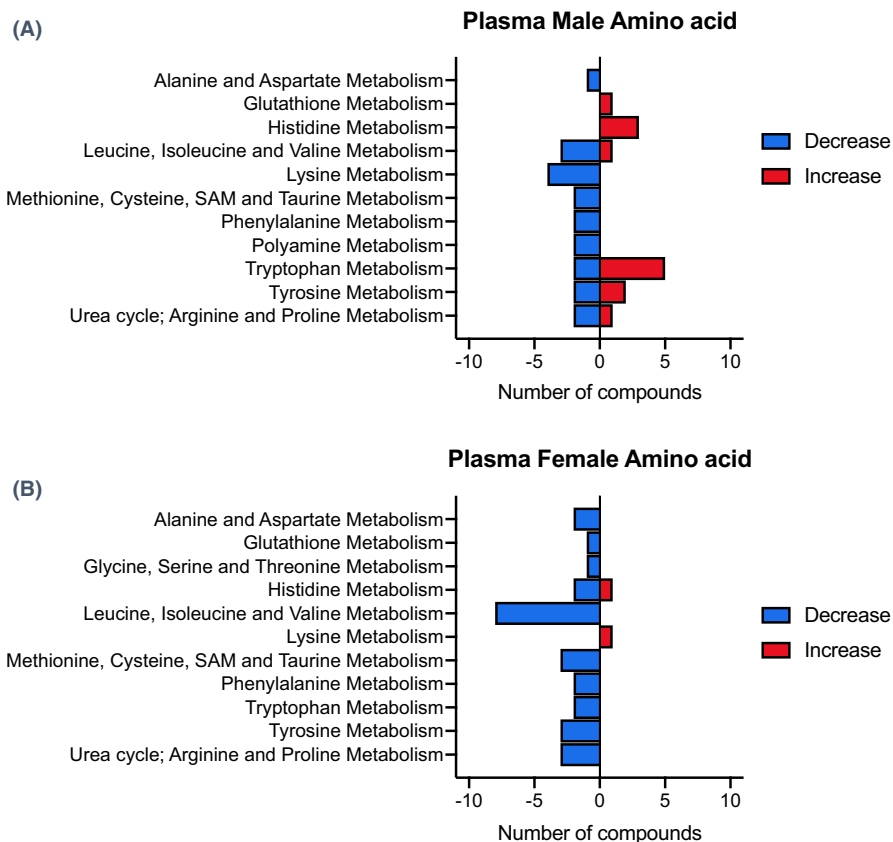 (A)
Plasma Male Amino acid
Alanine and Aspartate Metabolism
Glutathione Metabolism
Histidine Metabolism
Leucine, Isoleucine and Valine Metabolism
Lysine Metabolism
Methionine, Cysteine, SAM and Taurine Metabolism
Phenylalanine Metabolism
Polyamine Metabolism
Tryptophan Metabolism
Tyrosine Metabolism
Urea cycle; Arginine and Proline Metabolism
Decrease
Increase
-10 -5 0 5 10
Number of compounds
(B)
Plasma Female Amino acid
Alanine and Aspartate Metabolism
Glutathione Metabolism
Glycine, Serine and Threonine Metabolism
Histidine Metabolism
Leucine, Isoleucine and Valine Metabolism
Lysine Metabolism
Methionine, Cysteine, SAM and Taurine Metabolism
Phenylalanine Metabolism
Tryptophan Metabolism
Tyrosine Metabolism
Urea cycle; Arginine and Proline Metabolism
Decrease
Increase
-10 -5 0 5 10
Number of compounds